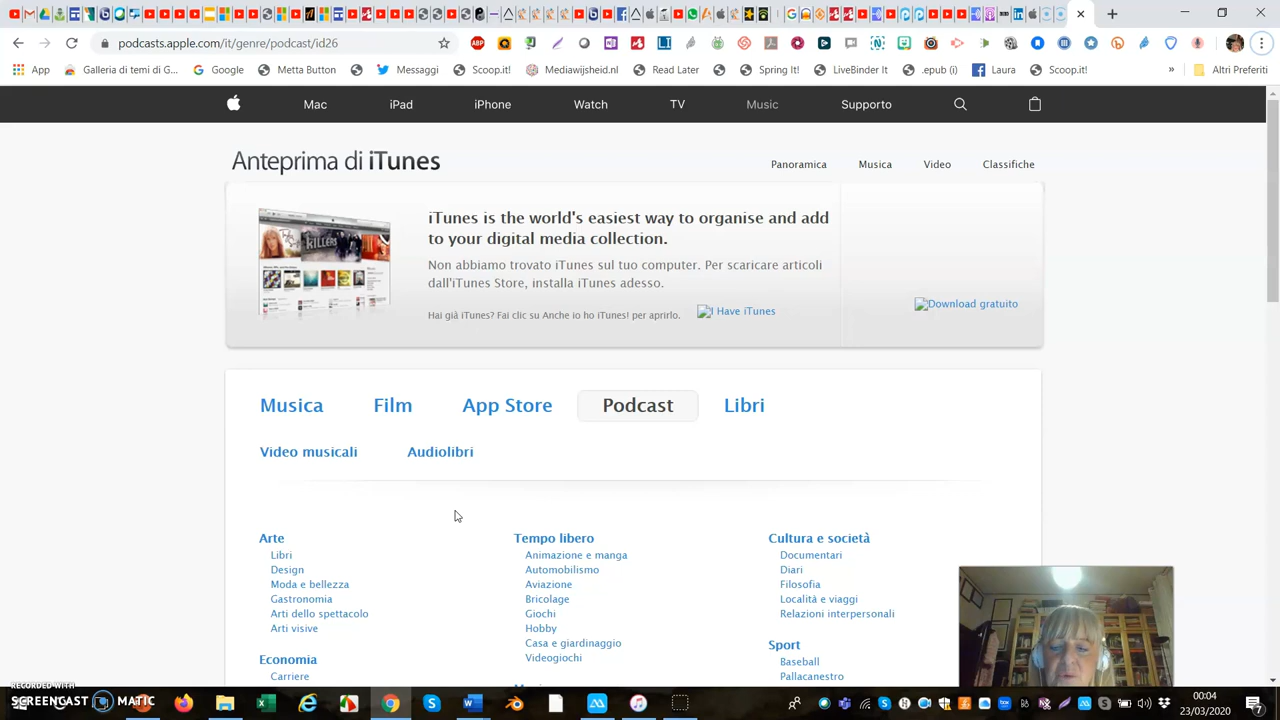 podcasts.apple.com/it/genre/podcast/id26
App Galleria di temi di G... Google Metta Button Messaggi Scoop.it! Mediawijsheid.nl Read Later Spring It! LiveBinder It .epub (i) Laura Scoop.it! » Altri Preferiti
Mac iPad iPhone Watch TV Music Supporto
Anteprima di iTunes
Panoramica Musica Video Classifiche
iTunes is the world's easiest way to organise and add
to your digital media collection.
Non abbiamo trovato iTunes sul tuo computer. Per scaricare articoli
dall'iTunes Store, installa iTunes adesso.
Hai già iTunes? Fai clic su Anche io ho iTunes! per aprirlo.
I Have iTunes
Download gratuito
Musica Film App Store Podcast Libri
Video musicali Audiolibri
Arte
Libri
Design
Moda e bellezza
Gastronomia
Arti dello spettacolo
Arti visive
Economia
Carriere
Tempo libero
Animazione e manga
Automobilismo
Aviazione
Bricolage
Giochi
Hobby
Casa e giardinaggio
Videogiochi
Cultura e società
Documentari
Diari
Filosofia
Località e viaggi
Relazioni interpersonali
Sport
Baseball
Pallacanestro
RECORDED WITH
SCREENCAST MATIC
00:04
23/03/2020